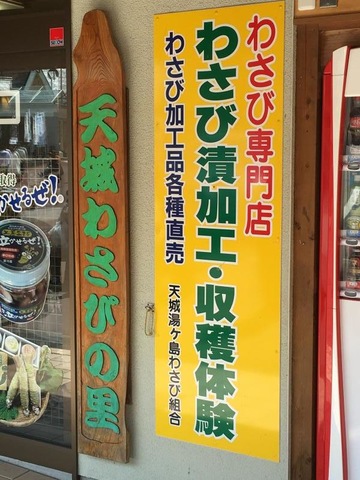 わさび専門店
わさび漬加工・収穫体験
わさび加工品各種直売
天城湯ヶ島わさび組合
天城わさびの里